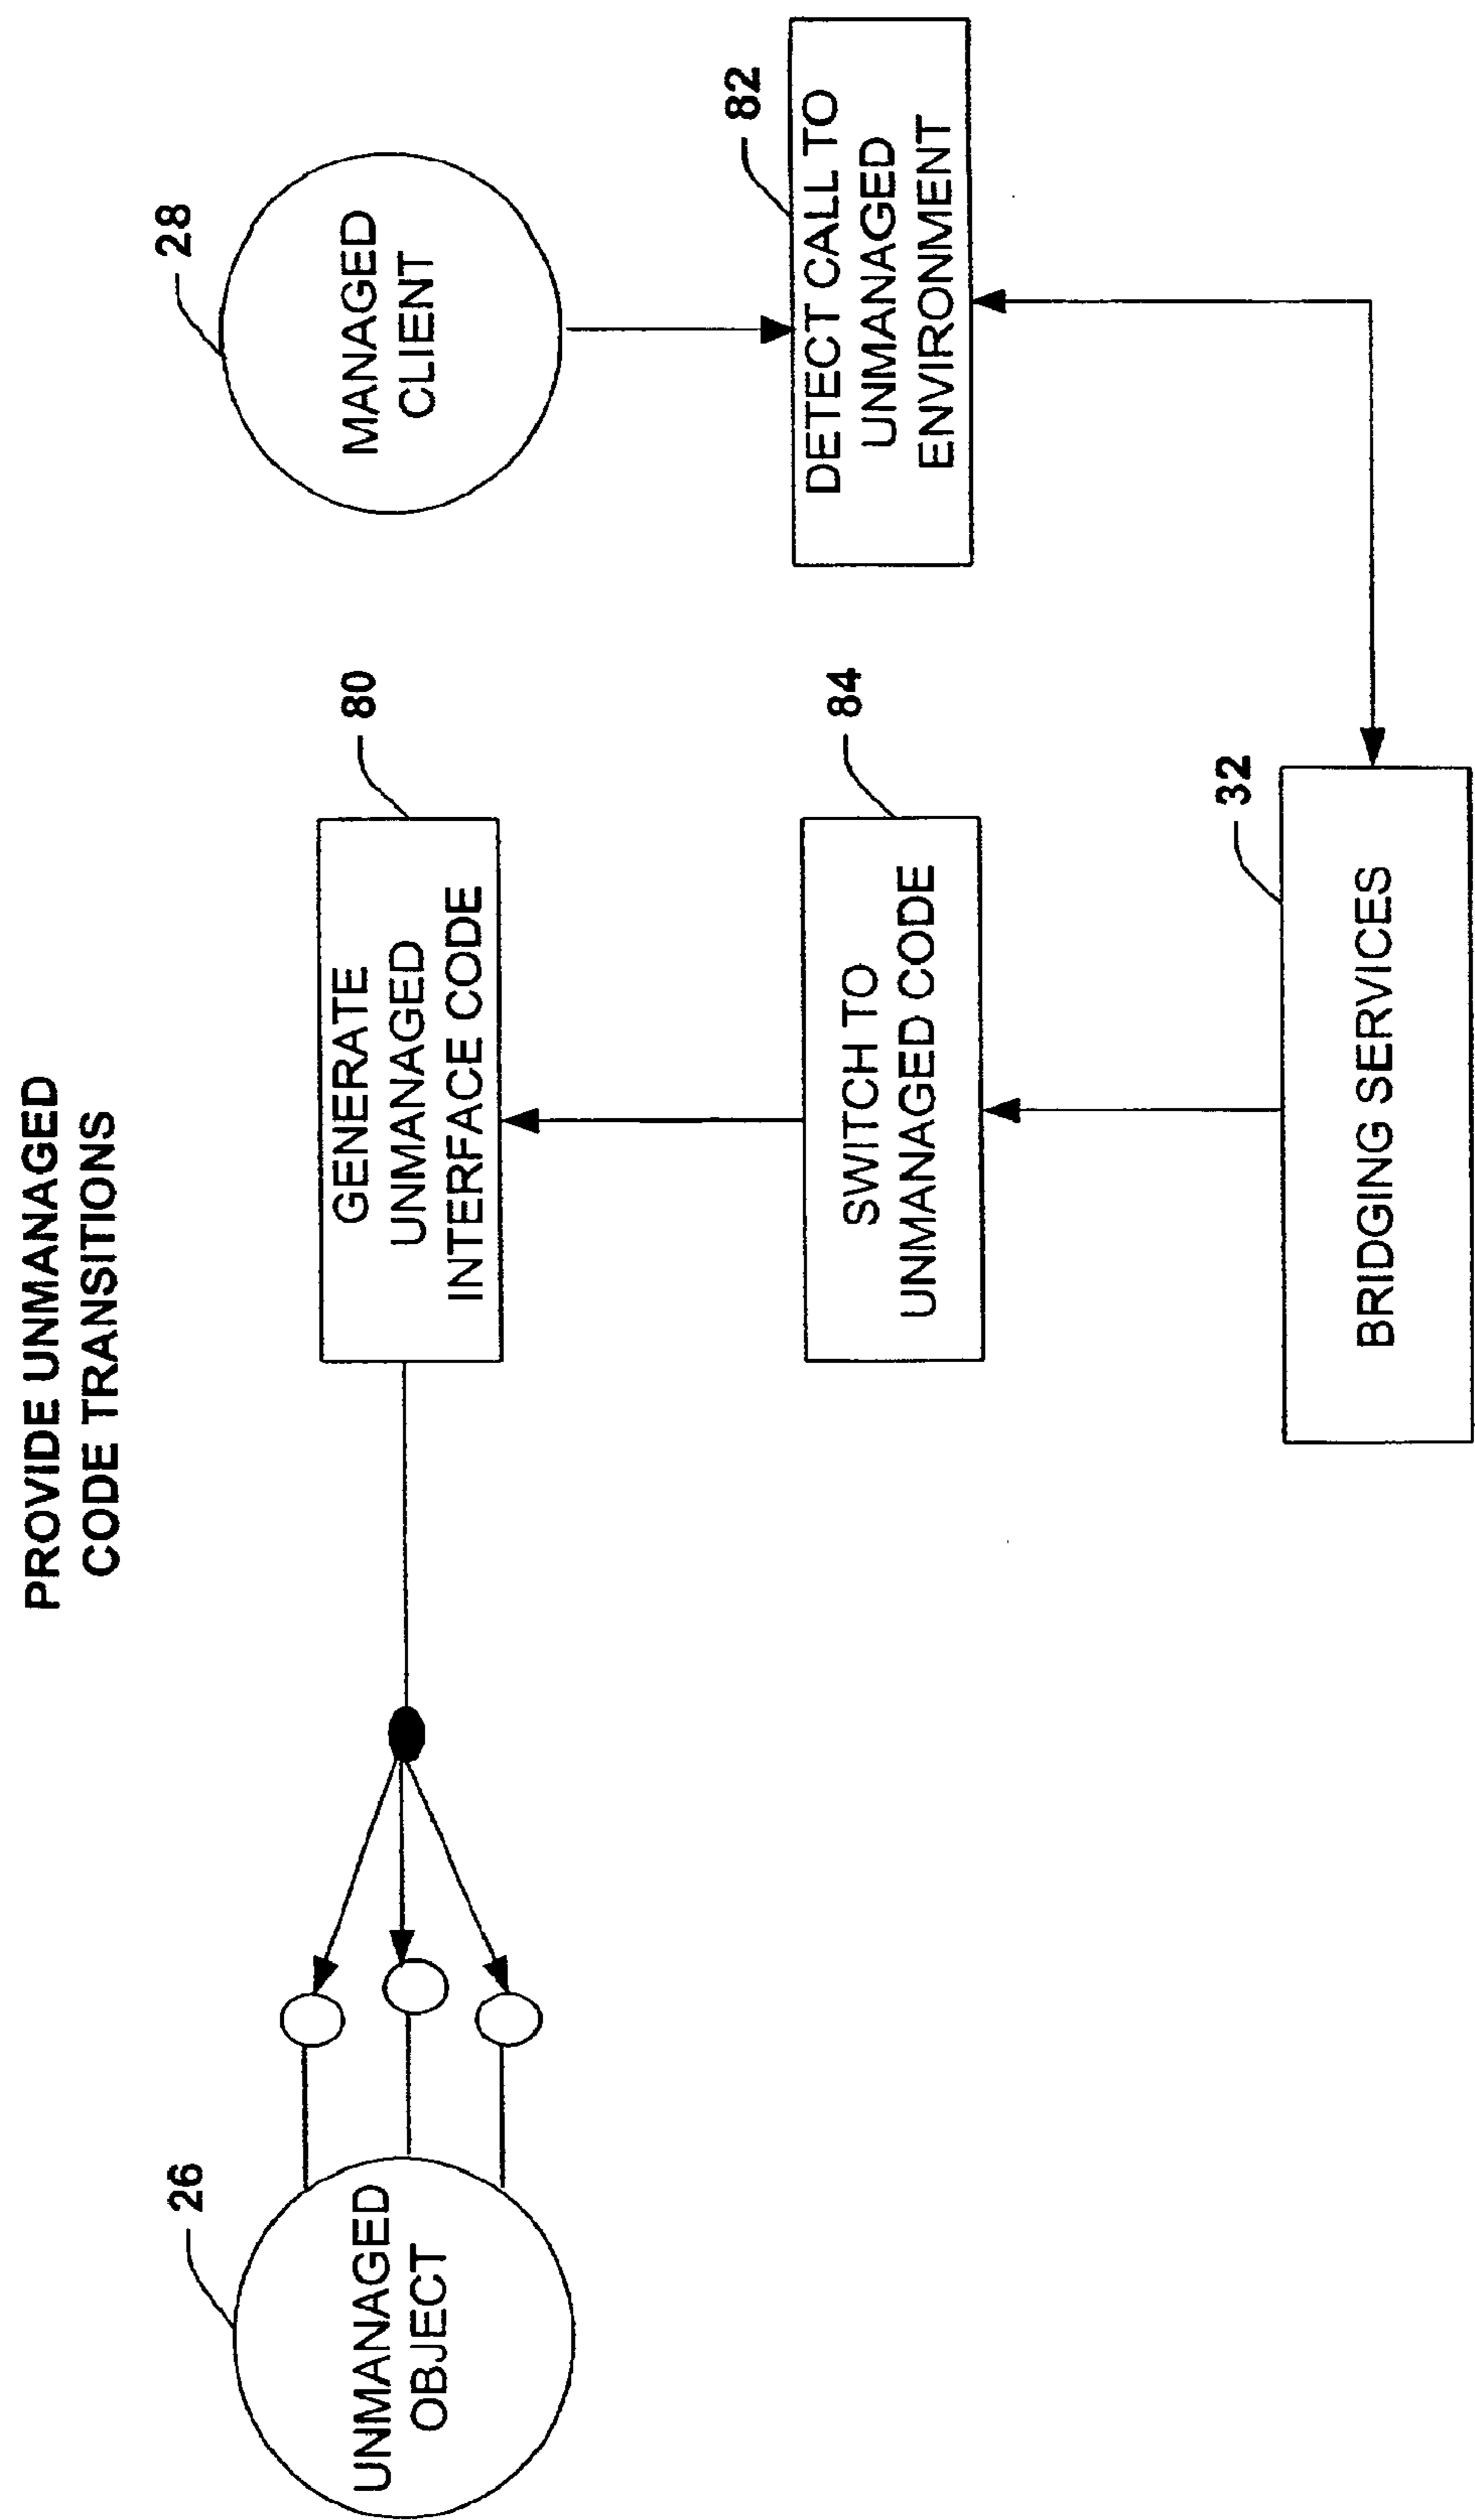 PROVIDE UNMANAGED
CODE TRANSITIONS
26
UNMANAGED
OBJECT
80
GENERATE
UNMANAGED
INTERFACE CODE
28
MANAGED
CLIENT
84
SWITCH TO
UNMANAGED CODE
82
DETECT CALL TO
UNMANAGED
ENVIRONMENT
32
BRIDGING SERVICES